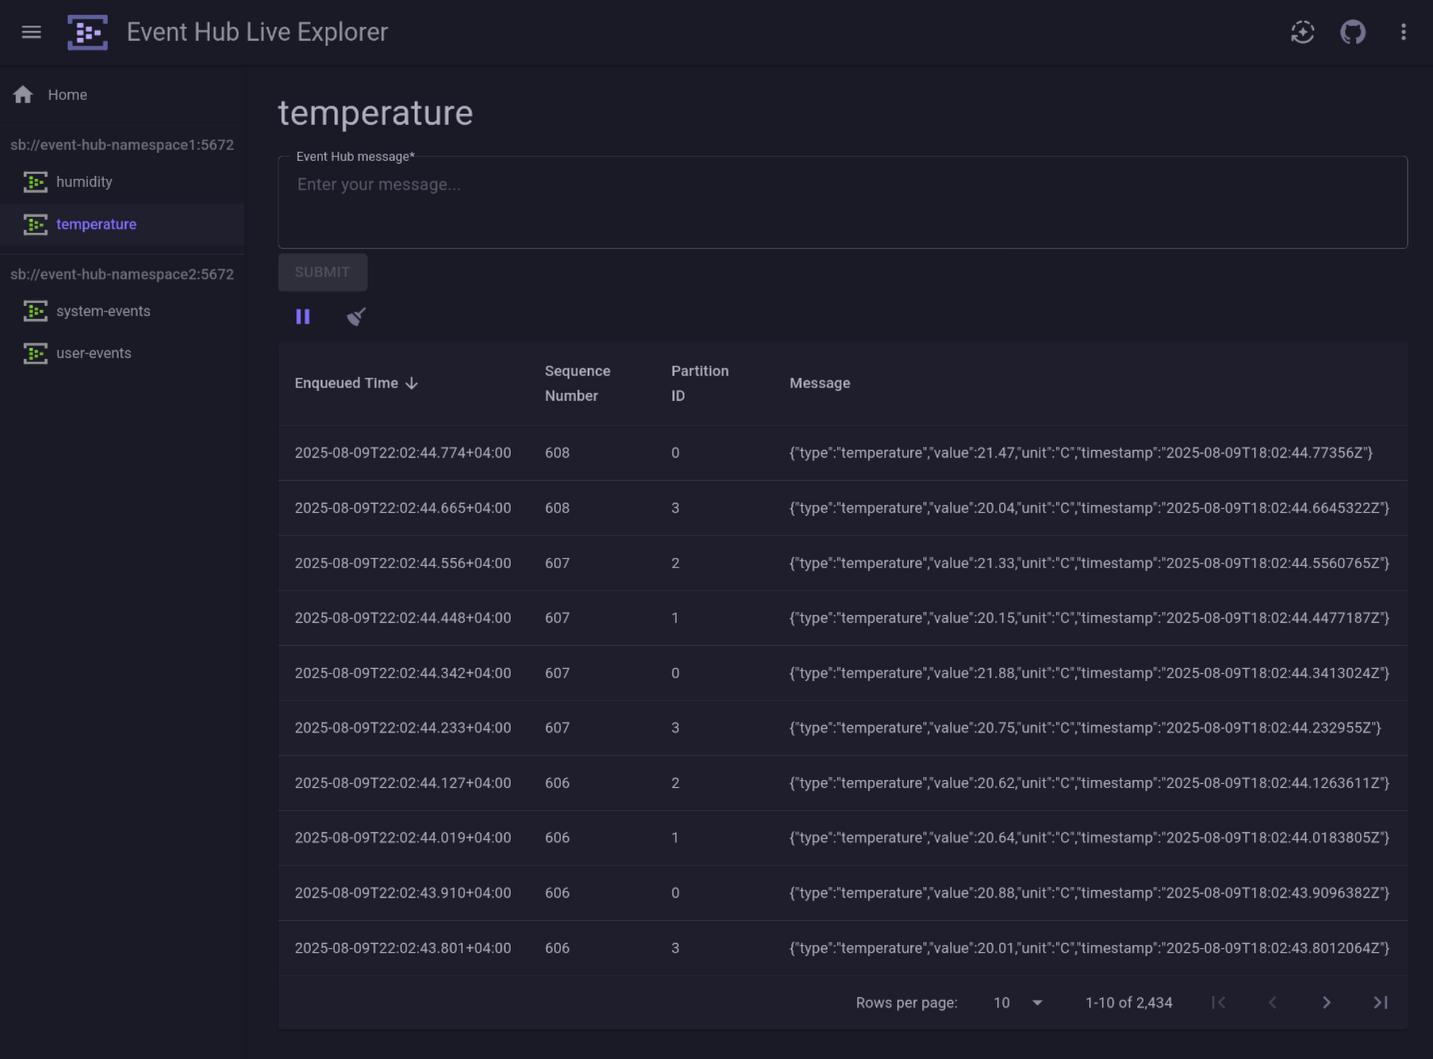 Event Hub Live Explorer
Home
sb://event-hub-namespace1:5672
humidity
temperature
sb://event-hub-namespace2:5672
system-events
user-events
temperature
Event Hub message*
Enter your message...
SUBMIT
Enqueued Time Sequence Number Partition ID Message
2025-08-09T22:02:44.774+04:00 608 0 {"type":"temperature","value":21.47,"unit":"C","timestamp":"2025-08-09T18:02:44.77356Z"}
2025-08-09T22:02:44.665+04:00 608 3 {"type":"temperature","value":20.04,"unit":"C","timestamp":"2025-08-09T18:02:44.6645322Z"}
2025-08-09T22:02:44.556+04:00 607 2 {"type":"temperature","value":21.33,"unit":"C","timestamp":"2025-08-09T18:02:44.5560765Z"}
2025-08-09T22:02:44.448+04:00 607 1 {"type":"temperature","value":20.15,"unit":"C","timestamp":"2025-08-09T18:02:44.4477187Z"}
2025-08-09T22:02:44.342+04:00 607 0 {"type":"temperature","value":21.88,"unit":"C","timestamp":"2025-08-09T18:02:44.3413024Z"}
2025-08-09T22:02:44.233+04:00 607 3 {"type":"temperature","value":20.75,"unit":"C","timestamp":"2025-08-09T18:02:44.232955Z"}
2025-08-09T22:02:44.127+04:00 606 2 {"type":"temperature","value":20.62,"unit":"C","timestamp":"2025-08-09T18:02:44.1263611Z"}
2025-08-09T22:02:44.019+04:00 606 1 {"type":"temperature","value":20.64,"unit":"C","timestamp":"2025-08-09T18:02:44.0183805Z"}
2025-08-09T22:02:43.910+04:00 606 0 {"type":"temperature","value":20.88,"unit":"C","timestamp":"2025-08-09T18:02:43.9096382Z"}
2025-08-09T22:02:43.801+04:00 606 3 {"type":"temperature","value":20.01,"unit":"C","timestamp":"2025-08-09T18:02:43.8012064Z"}
Rows per page: 10 1-10 of 2,434